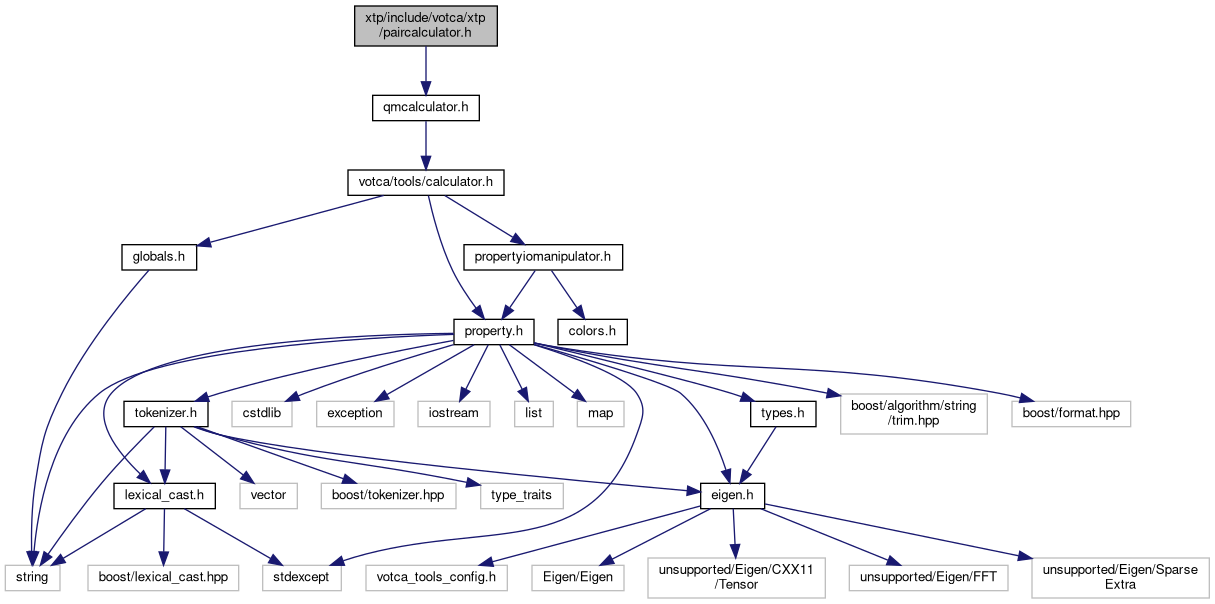 xtp/include/votca/xtp
/paircalculator.h
qmcalculator.h
votca/tools/calculator.h
globals.h
propertyiomanipulator.h
property.h
colors.h
tokenizer.h
cstdlib
exception
iostream
list
map
types.h
boost/algorithm/string
/trim.hpp
boost/format.hpp
lexical_cast.h
vector
boost/tokenizer.hpp
type_traits
eigen.h
string
boost/lexical_cast.hpp
stdexcept
votca_tools_config.h
Eigen/Eigen
unsupported/Eigen/CXX11
/Tensor
unsupported/Eigen/FFT
unsupported/Eigen/Sparse
Extra